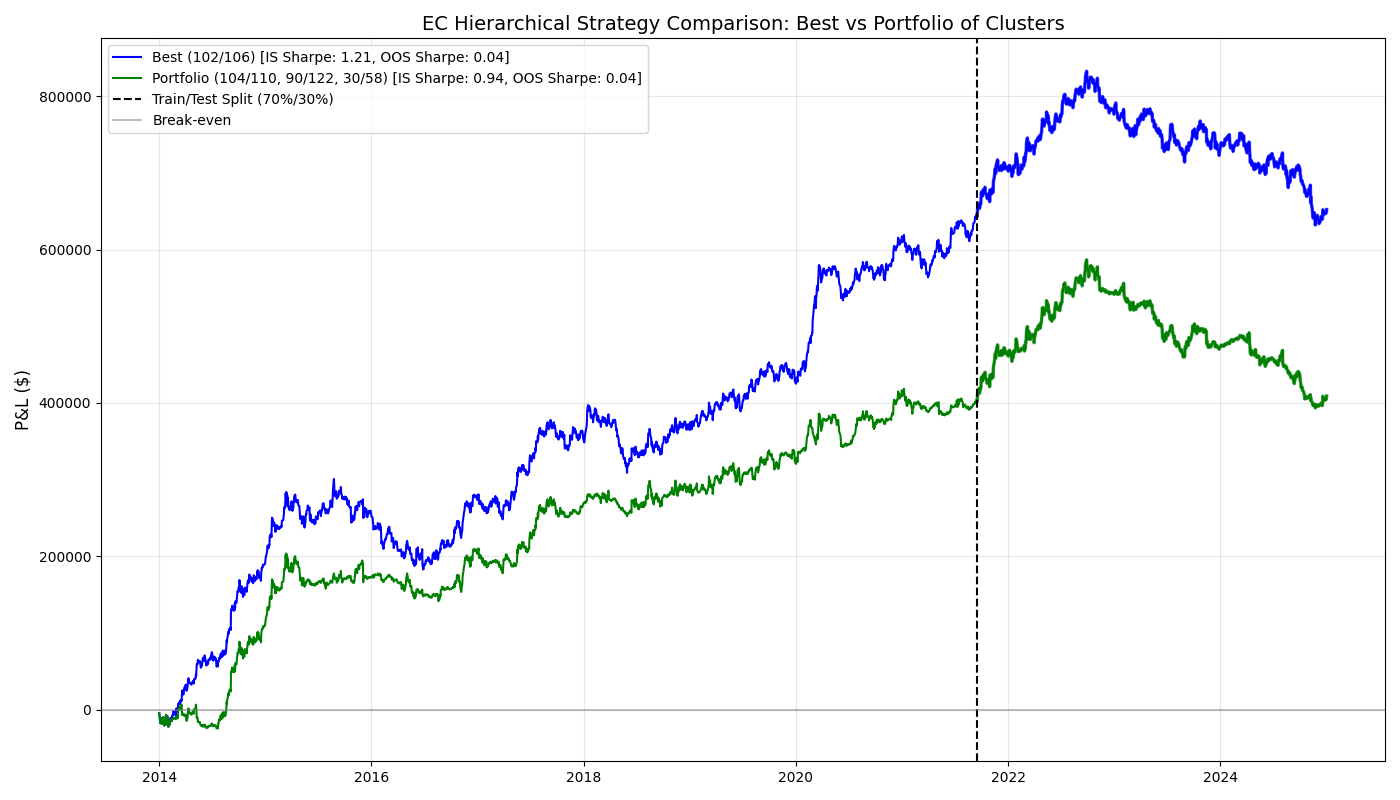 EC Hierarchical Strategy Comparison: Best vs Portfolio of Clusters
Best (102/106) [IS Sharpe: 1.21, OOS Sharpe: 0.04]
Portfolio (104/110, 90/122, 30/58) [IS Sharpe: 0.94, OOS Sharpe: 0.04]
Train/Test Split (70%/30%)
Break-even
P&L ($)
800000
600000
400000
200000
0
2014
2016
2018
2020
2022
2024